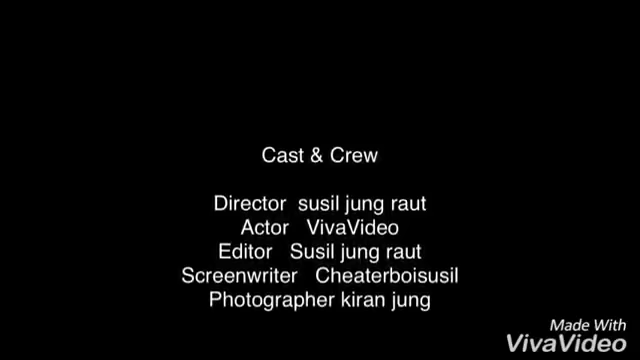 Cast & Crew
Director susil jung raut
Actor VivaVideo
Editor Susil jung raut
Screenwriter Cheaterboisusil
Photographer kiran jung
Made With
VivaVideo